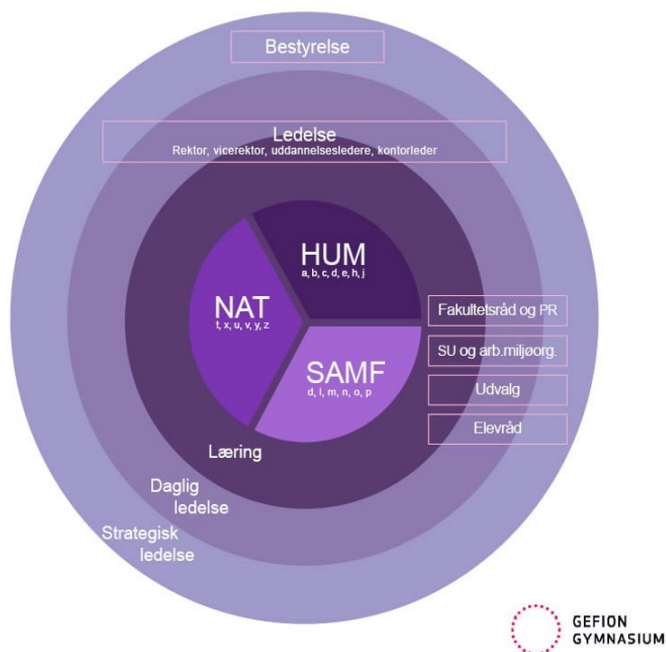 Bestyrelse
Ledelse
Rektor, vicerektor, uddannelsesledere, kontorleder
HUM
a, b, c, d, e, h, j
NAT
t, x, u, v, y, z
SAMF
d, l, m, n, o, p
Fakultetsråd og PR
SU og arb.miljøorg.
Udvalg
Elevråd
Læring
Daglig
ledelse
Strategisk
ledelse
GEFION
GYMNASIUM